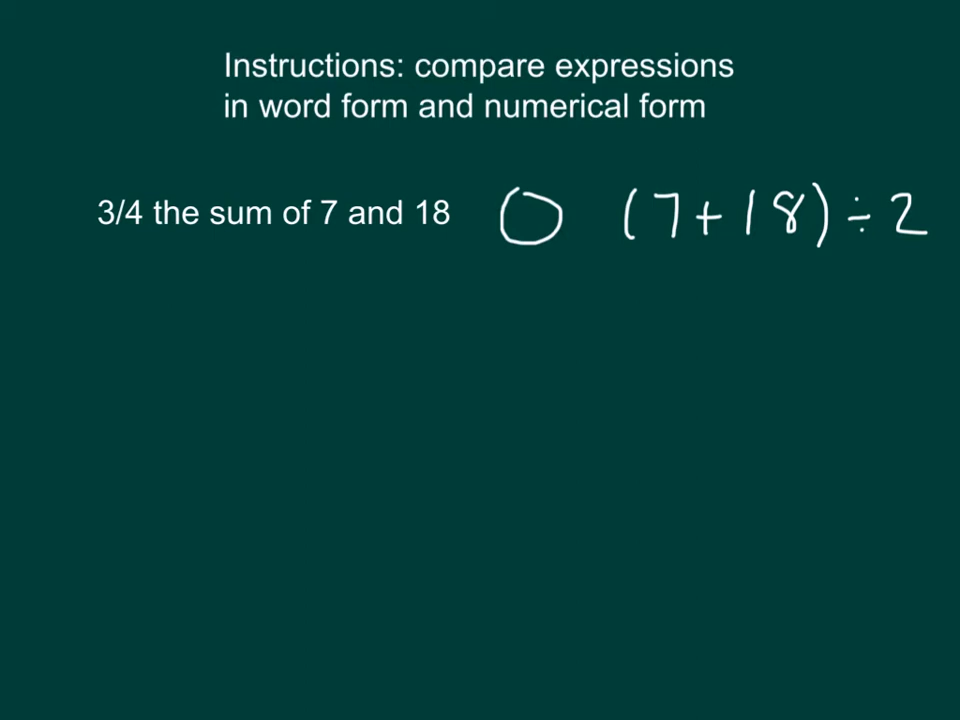 Instructions: compare expressions
in word form and numerical form
3/4 the sum of 7 and 18 ◯ (7+18)÷2